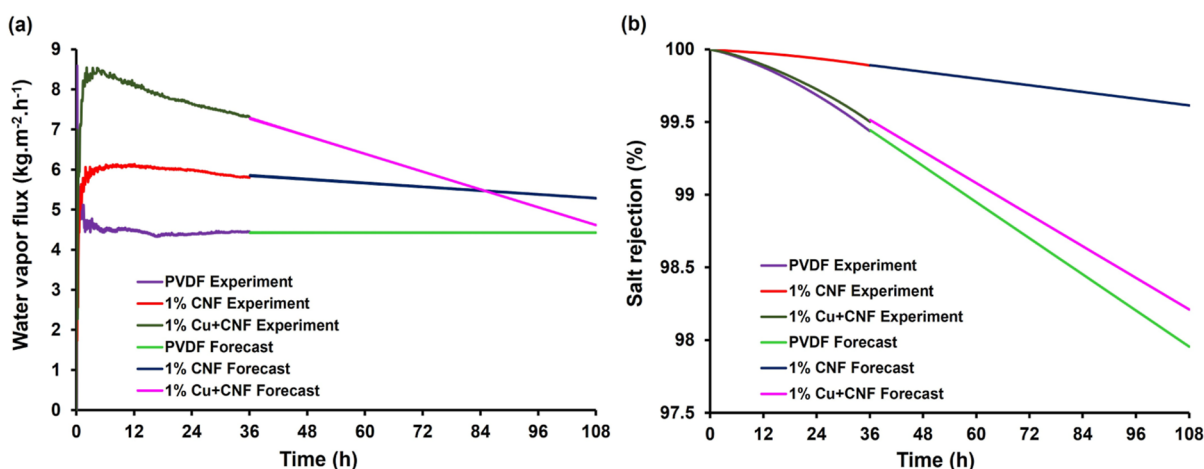 (a)
Water vapor flux (kg.m-2.h-1)
9
8
7
6
5
4
3
2
1
0
PVDF Experiment
1% CNF Experiment
1% Cu+CNF Experiment
PVDF Forecast
1% CNF Forecast
1% Cu+CNF Forecast
0 12 24 36 48 60 72 84 96 108
Time (h)
(b)
Salt rejection (%)
100
99.5
99
98.5
98
97.5
PVDF Experiment
1% CNF Experiment
1% Cu+CNF Experiment
PVDF Forecast
1% CNF Forecast
1% Cu+CNF Forecast
0 12 24 36 48 60 72 84 96 108
Time (h)